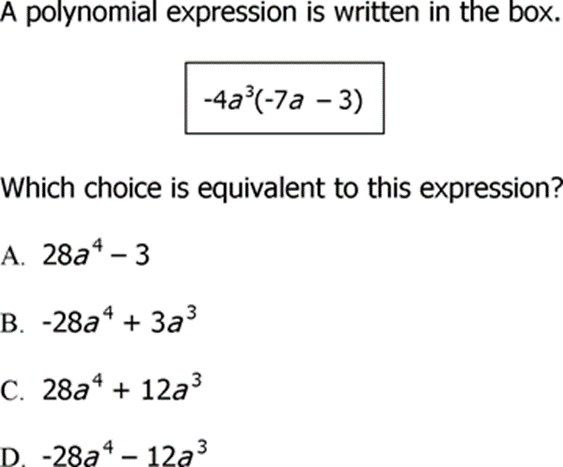 A polynomial expression is written in the box.
-4a³(-7a – 3)
Which choice is equivalent to this expression?
A. 28a⁴ – 3
B. -28a⁴ + 3a³
C. 28a⁴ + 12a³
D. -28a⁴ – 12a³